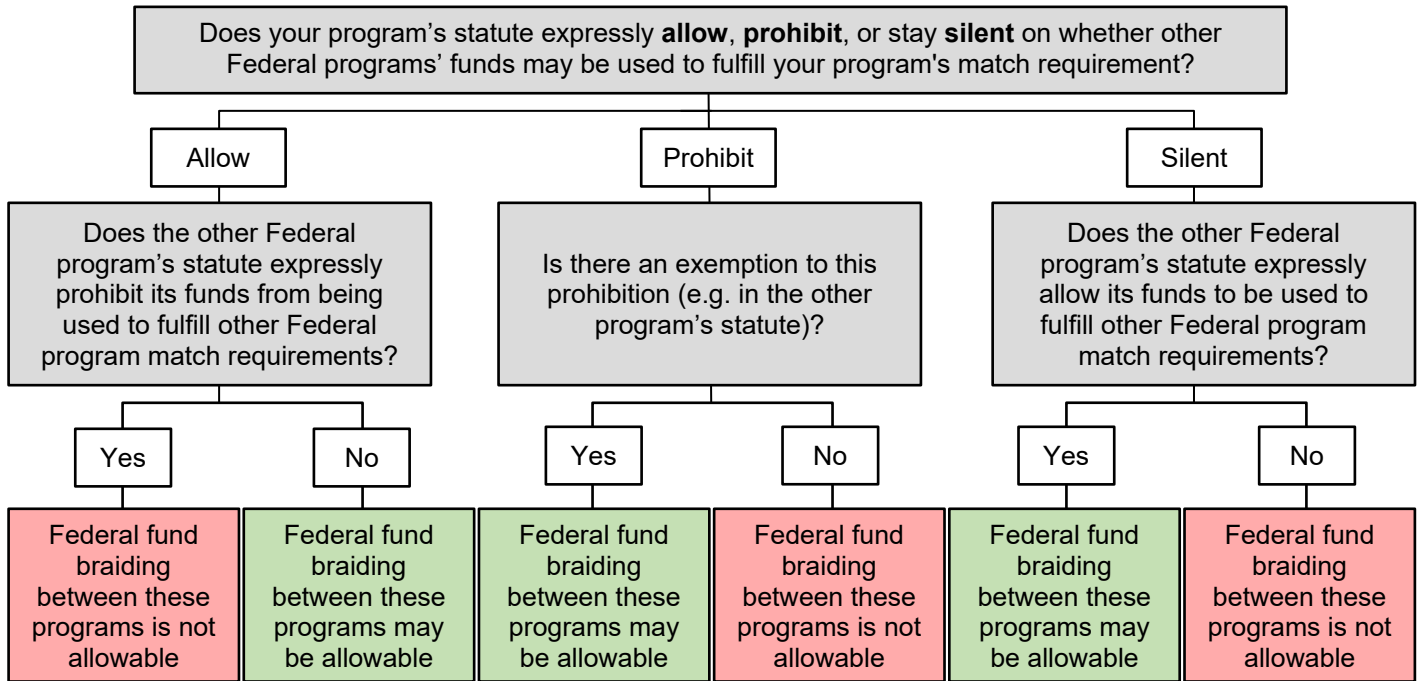 Does your program’s statute expressly allow, prohibit, or stay silent on whether other
Federal programs’ funds may be used to fulfill your program's match requirement?
Allow
Prohibit
Silent
Does the other Federal
program’s statute expressly
prohibit its funds from being
used to fulfill other Federal
program match requirements?
Is there an exemption to this
prohibition (e.g. in the other
program’s statute)?
Does the other Federal
program’s statute expressly
allow its funds to be used to
fulfill other Federal program
match requirements?
Yes
No
Yes
No
Yes
No
Federal fund
braiding
between these
programs is not
allowable
Federal fund
braiding
between these
programs may
be allowable
Federal fund
braiding
between these
programs may
be allowable
Federal fund
braiding
between these
programs is not
allowable
Federal fund
braiding
between these
programs may
be allowable
Federal fund
braiding
between these
programs is not
allowable